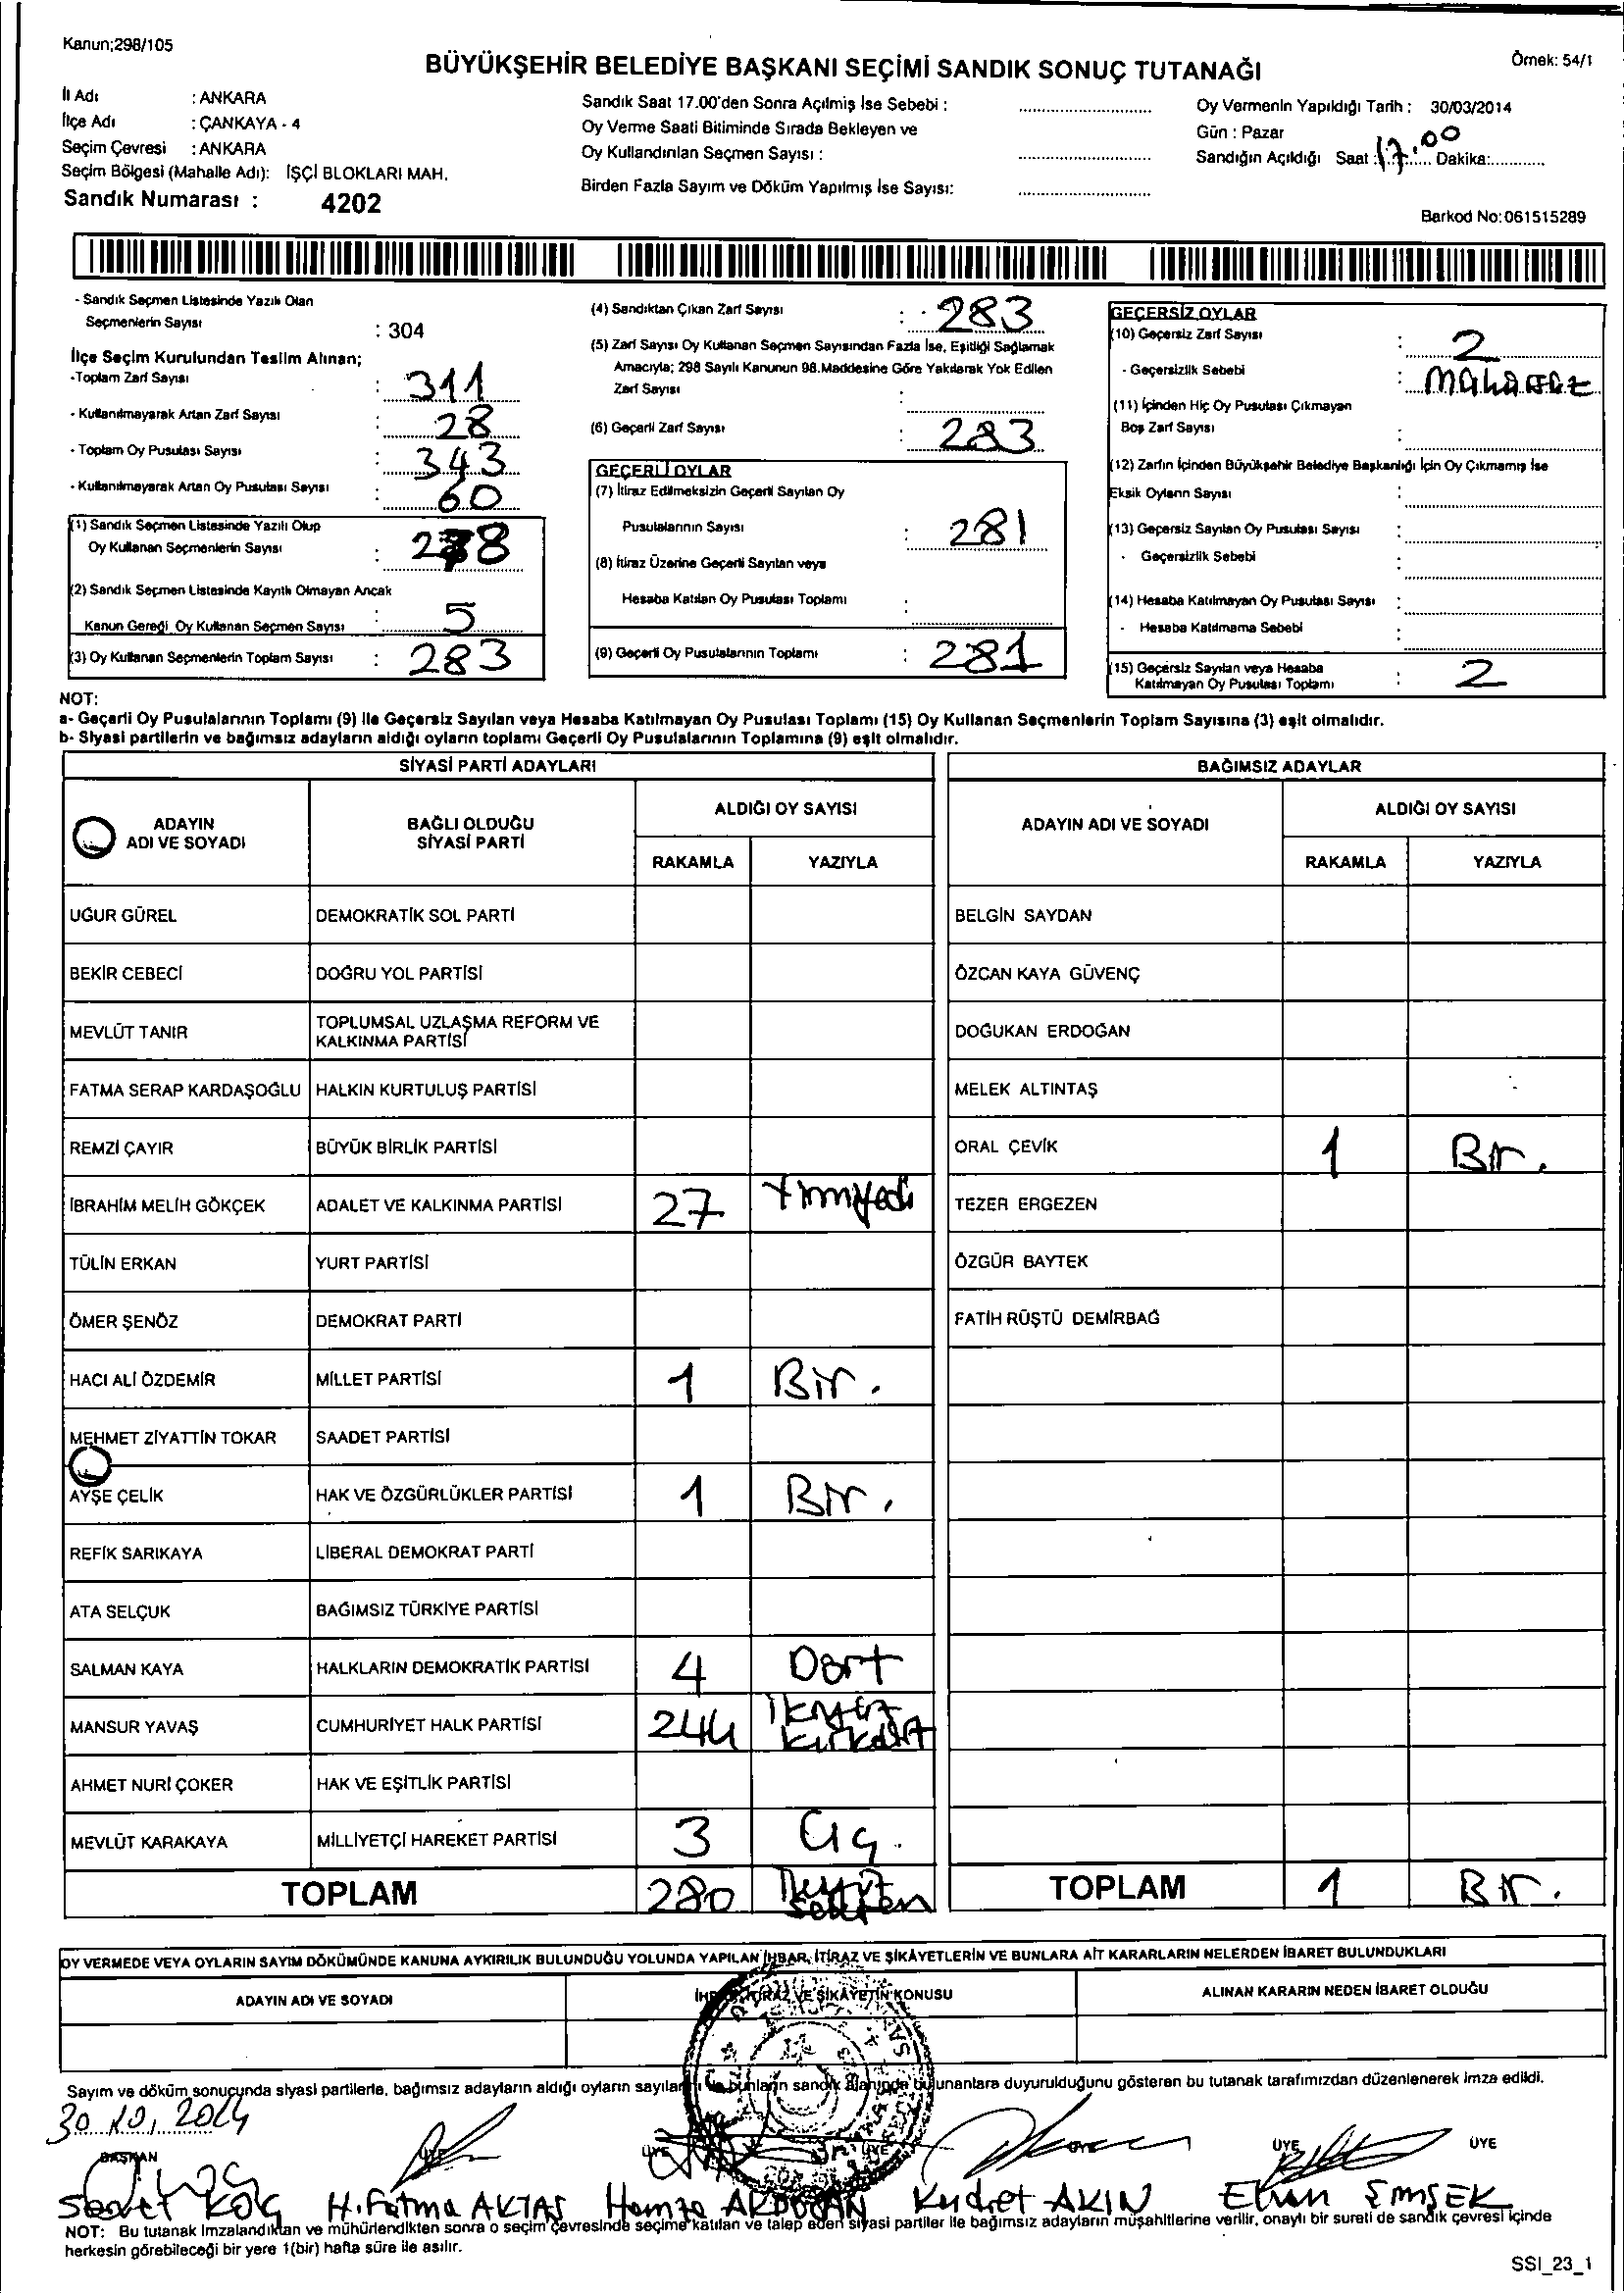 Kanun;298/105
BÜYÜKŞEHİR BELEDİYE BAŞKANI SEÇİMİ SANDIK SONUÇ TUTANAĞI
Örnek: 54/1
İl Adı : ANKARA
İlçe Adı : ÇANKAYA - 4
Seçim Çevresi : ANKARA
Seçim Bölgesi (Mahalle Adı): İŞÇİ BLOKLARI MAH.
Sandık Numarası : 4202
Sandık Saat 17.00'den Sonra Açılmış İse Sebebi :
Oy Verme Saati Bitiminde Sırada Bekleyen ve
Oy Kullandırılan Seçmen Sayısı :
Birden Fazla Sayım ve Döküm Yapılmış İse Sayısı:
Oy Vermenin Yapıldığı Tarih : 30/03/2014
Gün : Pazar
Sandığın Açıldığı Saat : 17.00 Dakika:
Barkod No:061515289
- Sandık Seçmen Listesinde Yazılı Olan
Seçmenlerin Sayısı : 304
İlçe Seçim Kurulundan Teslim Alınan;
-Toplam Zarf Sayısı : 311
- Kullanılmayarak Artan Zarf Sayısı : 28
- Toplam Oy Pusulası Sayısı : 343
- Kullanılmayarak Artan Oy Pusulası Sayısı : 60
(1) Sandık Seçmen Listesinde Yazılı Olup
Oy Kullanan Seçmenlerin Sayısı : 278
(2) Sandık Seçmen Listesinde Kayıtlı Olmayan Ancak
Kanun Gereği Oy Kullanan Seçmen Sayısı : 5
(3) Oy Kullanan Seçmenlerin Toplam Sayısı : 283
(4) Sandıktan Çıkan Zarf Sayısı : 283
(5) Zarf Sayısı Oy Kullanan Seçmen Sayısından Fazla İse, Eşitliği Sağlamak
Amacıyla; 298 Sayılı Kanunun 98.Maddesine Göre Yakılarak Yok Edilen
Zarf Sayısı :
(6) Geçerli Zarf Sayısı : 283
GEÇERLİ OYLAR
(7) İtiraz Edilmeksizin Geçerli Sayılan Oy
Pusulalarının Sayısı : 281
(8) İtiraz Üzerine Geçerli Sayılan veya
Hesaba Katılan Oy Pusulası Toplamı :
(9) Geçerli Oy Pusulalarının Toplamı : 281
GEÇERSİZ OYLAR
(10) Geçersiz Zarf Sayısı : 2
- Geçersizlik Sebebi :
(11) İçinden Hiç Oy Pusulası Çıkmayan
Boş Zarf Sayısı :
(12) Zarfın İçinden Büyükşehir Belediye Başkanlığı İçin Oy Çıkmamış İse
Eksik Oyların Sayısı :
(13) Geçersiz Sayılan Oy Pusulası Sayısı :
- Geçersizlik Sebebi :
(14) Hesaba Katılmayan Oy Pusulası Sayısı :
- Hesaba Katılmama Sebebi :
(15) Geçersiz Sayılan veya Hesaba
Katılmayan Oy Pusulası Toplamı : 2
NOT:
a- Geçerli Oy Pusulalarının Toplamı (9) ile Geçersiz Sayılan veya Hesaba Katılmayan Oy Pusulası Toplamı (15) Oy Kullanan Seçmenlerin Toplam Sayısına (3) eşit olmalıdır.
b- Siyasi partilerin ve bağımsız adayların aldığı oyların toplamı Geçerli Oy Pusulalarının Toplamına (9) eşit olmalıdır.
SİYASİ PARTİ ADAYLARI
ADAYIN ADI VE SOYADI BAĞLI OLDUĞU SİYASİ PARTİ ALDIĞI OY SAYISI
RAKAMLA YAZIYLA
UĞUR GÜREL DEMOKRATİK SOL PARTİ
BEKİR CEBECİ DOĞRU YOL PARTİSİ
MEVLÜT TANIR TOPLUMSAL UZLAŞMA REFORM VE KALKINMA PARTİSİ
FATMA SERAP KARDAŞOĞLU HALKIN KURTULUŞ PARTİSİ
REMZİ ÇAYIR BÜYÜK BİRLİK PARTİSİ
İBRAHİM MELİH GÖKÇEK ADALET VE KALKINMA PARTİSİ 27 Yirmiyedi
TÜLİN ERKAN YURT PARTİSİ
ÖMER ŞENÖZ DEMOKRAT PARTİ
HACI ALİ ÖZDEMİR MİLLET PARTİSİ 1 Bir.
MEHMET ZİYATTİN TOKAR SAADET PARTİSİ
AYŞE ÇELİK HAK VE ÖZGÜRLÜKLER PARTİSİ 1 Bir.
REFİK SARIKAYA LİBERAL DEMOKRAT PARTİ
ATA SELÇUK BAĞIMSIZ TÜRKİYE PARTİSİ
SALMAN KAYA HALKLARIN DEMOKRATİK PARTİSİ 4 Dört
MANSUR YAVAŞ CUMHURİYET HALK PARTİSİ 244 İkiyüz kırkdört
AHMET NURİ ÇOKER HAK VE EŞİTLİK PARTİSİ
MEVLÜT KARAKAYA MİLLİYETÇİ HAREKET PARTİSİ 3 Üç.
TOPLAM 280 İkiyüz seksen
BAĞIMSIZ ADAYLAR
ADAYIN ADI VE SOYADI ALDIĞI OY SAYISI
RAKAMLA YAZIYLA
BELGİN SAYDAN
ÖZCAN KAYA GÜVENÇ
DOĞUKAN ERDOĞAN
MELEK ALTINTAŞ
ORAL ÇEVİK 1 Bir.
TEZER ERGEZEN
ÖZGÜR BAYTEK
FATİH RÜŞTÜ DEMİRBAĞ
TOPLAM 1 Bir.
OY VERMEDE VEYA OYLARIN SAYIM DÖKÜMÜNDE KANUNA AYKIRILIK BULUNDUĞU YOLUNDA YAPILAN İHBAR, İTİRAZ VE ŞİKÂYETLERİN VE BUNLARA AİT KARARLARIN NELERDEN İBARET BULUNDUKLARI
ADAYIN ADI VE SOYADI İHBAR, İTİRAZ VE ŞİKAYETİN KONUSU ALINAN KARARIN NEDEN İBARET OLDUĞU
Sayım ve döküm sonucunda siyasi partilerle, bağımsız adayların aldığı oyların sayılarını ve bunların sandık alanında bulunanlara duyurulduğunu gösteren bu tutanak tarafımızdan düzenlenerek imza edildi.
30.10.2014
BAŞKAN ÜYE ÜYE ÜYE ÜYE ÜYE
Sedat KOÇ H.Fatma AKTAŞ Hamza AKDOĞAN Kudret AKIN Elvan ŞİMŞEK
NOT: Bu tutanak imzalandıktan ve mühürlendikten sonra o seçim çevresinde seçime katılan ve talep eden siyasi partiler ile bağımsız adayların müşahitlerine verilir, onaylı bir sureti de sandık çevresi içinde
herkesin görebileceği bir yere 1(bir) hafta süre ile asılır.
SSI_23_1